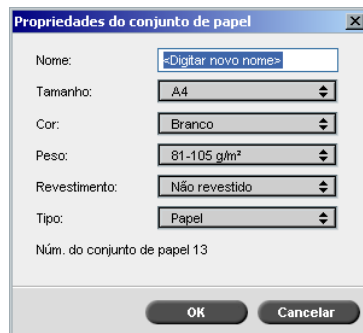 Propriedades do conjunto de papel
Nome: <Digitar novo nome>
Tamanho: A4
Cor: Branco
Peso: 81-105 g/m²
Revestimento: Não revestido
Tipo: Papel
Núm. do conjunto de papel 13
OK Cancelar